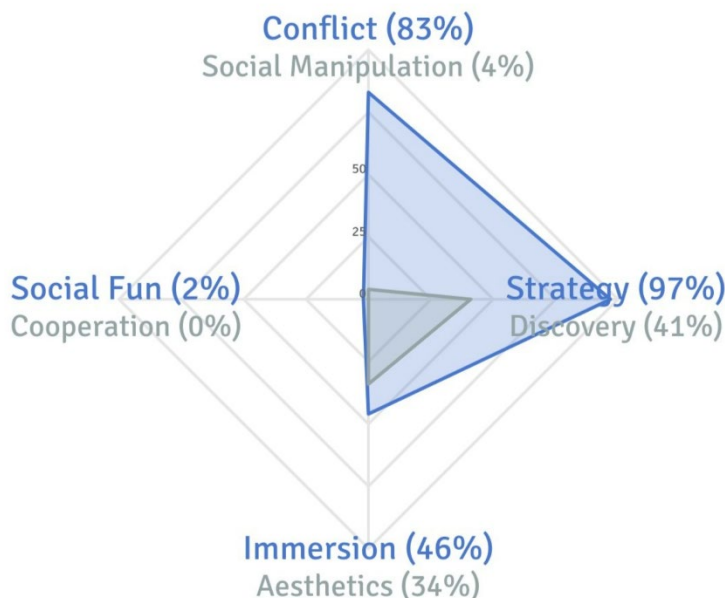 Conflict (83%)
Social Manipulation (4%)
50
25
0
Social Fun (2%)
Cooperation (0%)
Strategy (97%)
Discovery (41%)
Immersion (46%)
Aesthetics (34%)